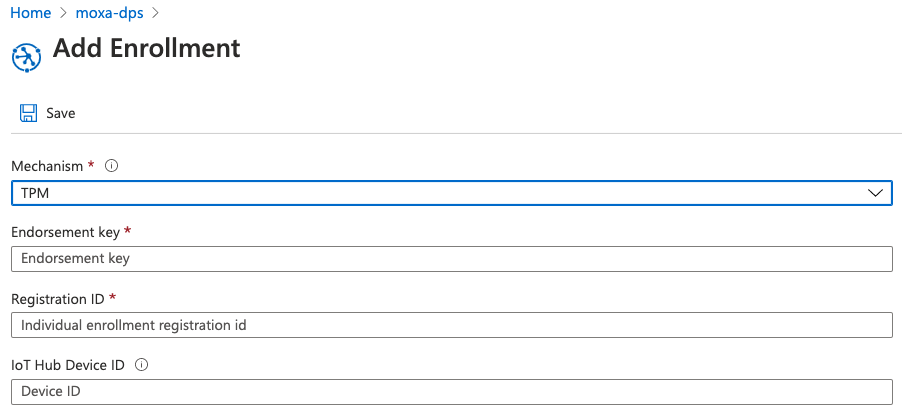 Home > moxa-dps >
Add Enrollment
Save
Mechanism *
TPM
Endorsement key *
Endorsement key
Registration ID *
Individual enrollment registration id
IoT Hub Device ID
Device ID